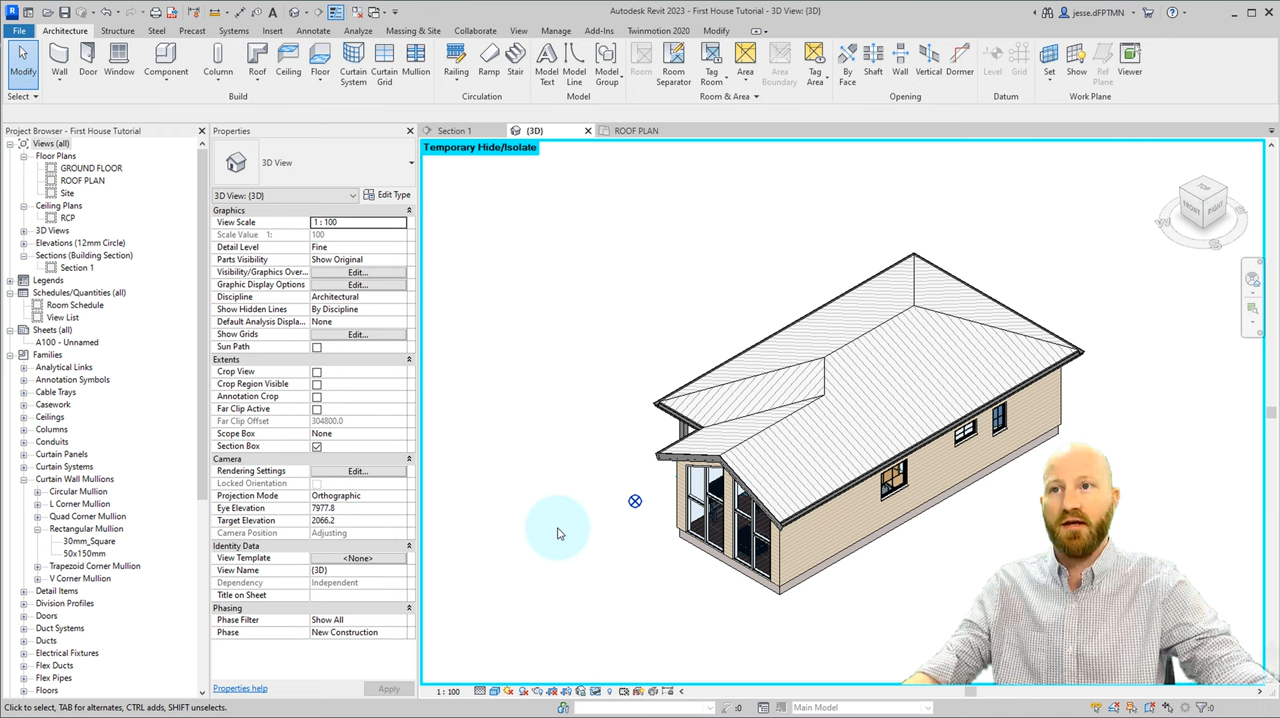 Autodesk Revit 2023 - First House Tutorial - 3D View: {3D}
jesse.dFPTMN
File Architecture Structure Steel Precast Systems Insert Annotate Analyze Massing & Site Collaborate View Manage Add-Ins Twinmotion 2020 Modify
Modify Wall Door Window Component Column Roof Ceiling Floor Curtain System Curtain Grid Mullion Railing Ramp Stair Model Text Model Line Model Group Room Room Separator Tag Room Area Area Boundary Tag Area By Face Shaft Wall Vertical Dormer Level Grid Set Show Ref Plane Viewer
Select Build Circulation Model Room & Area Opening Datum Work Plane
Project Browser - First House Tutorial
Views (all)
Floor Plans
GROUND FLOOR
ROOF PLAN
Site
Ceiling Plans
RCP
3D Views
Elevations (12mm Circle)
Sections (Building Section)
Section 1
Legends
Schedules/Quantities (all)
Room Schedule
View List
Sheets (all)
A100 - Unnamed
Families
Analytical Links
Annotation Symbols
Cable Trays
Casework
Ceilings
Columns
Conduits
Curtain Panels
Curtain Systems
Curtain Wall Mullions
Circular Mullion
L Corner Mullion
Quad Corner Mullion
Rectangular Mullion
30mm_Square
50x150mm
Trapezoid Corner Mullion
V Corner Mullion
Detail Items
Division Profiles
Doors
Duct Systems
Ducts
Electrical Fixtures
Flex Ducts
Flex Pipes
Floors
Properties
3D View
3D View: {3D} Edit Type
Graphics
View Scale 1 : 100
Scale Value 1: 100
Detail Level Fine
Parts Visibility Show Original
Visibility/Graphics Over... Edit...
Graphic Display Options Edit...
Discipline Architectural
Show Hidden Lines By Discipline
Default Analysis Displa... None
Show Grids Edit...
Sun Path
Extents
Crop View
Crop Region Visible
Annotation Crop
Far Clip Active
Far Clip Offset 304800.0
Scope Box None
Section Box
Camera
Rendering Settings Edit...
Locked Orientation
Projection Mode Orthographic
Eye Elevation 7977.8
Target Elevation 2066.2
Camera Position Adjusting
Identity Data
View Template <None>
View Name {3D}
Dependency Independent
Title on Sheet
Phasing
Phase Filter Show All
Phase New Construction
Properties help Apply
Section 1 {3D} ROOF PLAN
Temporary Hide/Isolate
TOP
FRONT RIGHT
W S
1 : 100
Click to select, TAB for alternates, CTRL adds, SHIFT unselects.
:0 Main Model :0